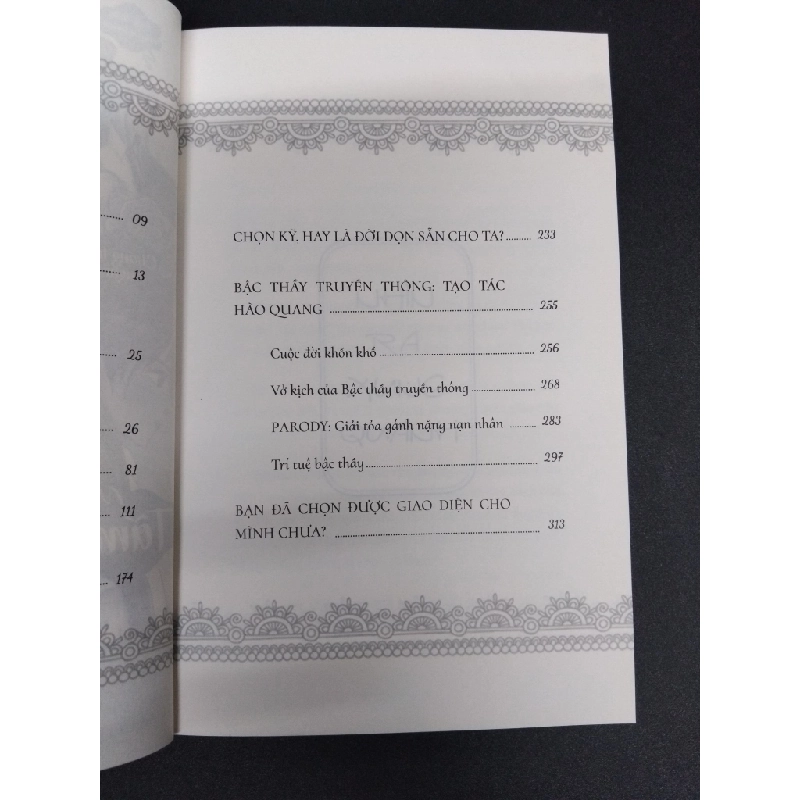 09
13
25
26
81
111
174
CHỌN KỸ, HAY LÀ ĐỜI DỌN SẴN CHO TA?.......... 233
BẬC THẦY TRUYỀN THÔNG: TẠO TÁC
HÀO QUANG ........ 255
Cuộc đời khốn khổ ........ 256
Vở kịch của Bậc thầy truyền thông ........ 268
PARODY: Giải tỏa gánh nặng nạn nhân ........ 283
Trí tuệ bậc thầy ........ 297
BẠN ĐÃ CHỌN ĐƯỢC GIAO DIỆN CHO
MÌNH CHƯA? ........ 313